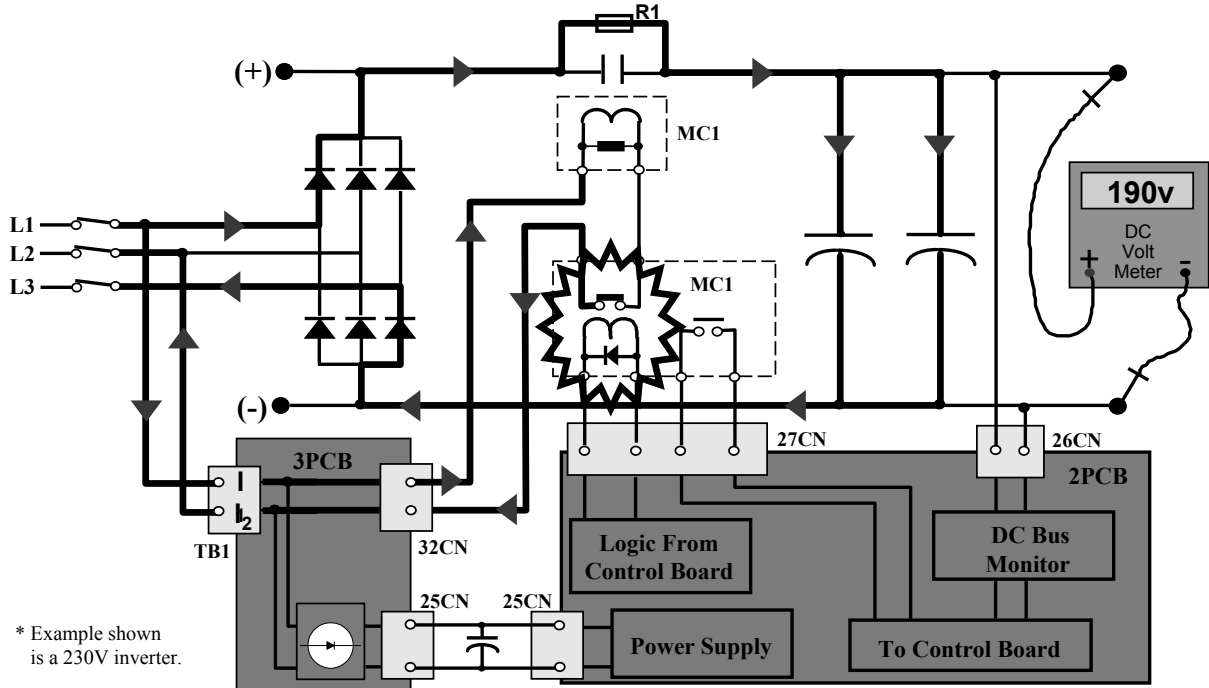 R1
(+)
MC1
190v
DC
Volt
Meter
+
-
L1
L2
L3
MC1
(-)
27CN
26CN
3PCB
2PCB
TB1
32CN
Logic From
Control Board
DC Bus
Monitor
25CN
25CN
Power Supply
To Control Board
* Example shown
is a 230V inverter.